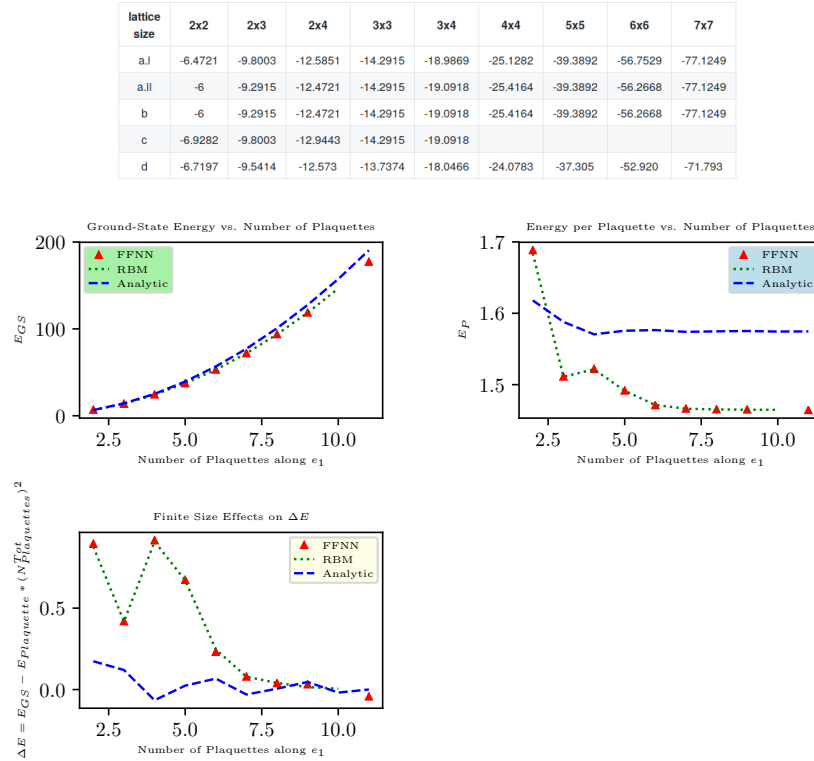 lattice size 2x2 2x3 2x4 3x3 3x4 4x4 5x5 6x6 7x7
a.I -6.4721 -9.8003 -12.5851 -14.2915 -18.9869 -25.1282 -39.3892 -56.7529 -77.1249
a.II -6 -9.2915 -12.4721 -14.2915 -19.0918 -25.4164 -39.3892 -56.2668 -77.1249
b -6 -9.2915 -12.4721 -14.2915 -19.0918 -25.4164 -39.3892 -56.2668 -77.1249
c -6.9282 -9.8003 -12.9443 -14.2915 -19.0918
d -6.7197 -9.5414 -12.573 -13.7374 -18.0466 -24.0783 -37.305 -52.920 -71.793
Ground-State Energy vs. Number of Plaquettes
200
100
0
E_{GS}
FFNN
RBM
Analytic
2.5 5.0 7.5 10.0
Number of Plaquettes along e_1
Energy per Plaquette vs. Number of Plaquettes
1.7
1.6
1.5
E_P
FFNN
RBM
Analytic
2.5 5.0 7.5 10.0
Number of Plaquettes along e_1
Finite Size Effects on ΔE
0.5
0.0
ΔE = E_{GS} − E_{Plaquette} * (N_{Plaquettes}^{Tot})^2
FFNN
RBM
Analytic
2.5 5.0 7.5 10.0
Number of Plaquettes along e_1